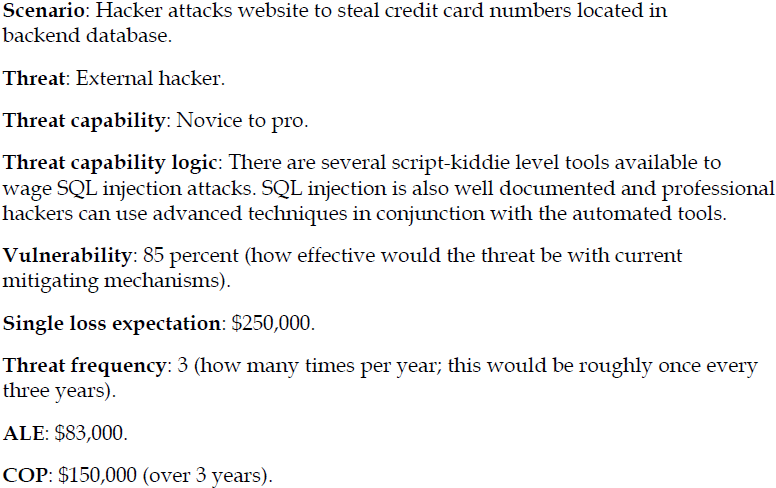 Scenario: Hacker attacks website to steal credit card numbers located in
backend database.
Threat: External hacker.
Threat capability: Novice to pro.
Threat capability logic: There are several script-kiddie level tools available to
wage SQL injection attacks. SQL injection is also well documented and professional
hackers can use advanced techniques in conjunction with the automated tools.
Vulnerability: 85 percent (how effective would the threat be with current
mitigating mechanisms).
Single loss expectation: $250,000.
Threat frequency: 3 (how many times per year; this would be roughly once every
three years).
ALE: $83,000.
COP: $150,000 (over 3 years).